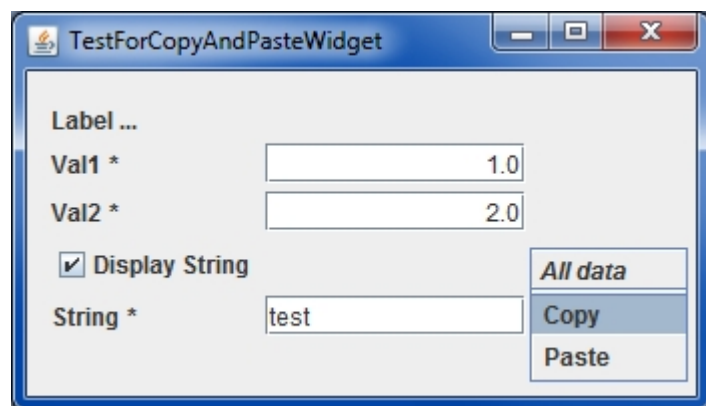 TestForCopyAndPasteWidget
Label ...
Val1 * 1.0
Val2 * 2.0
Display String
All data
String * test
Copy
Paste